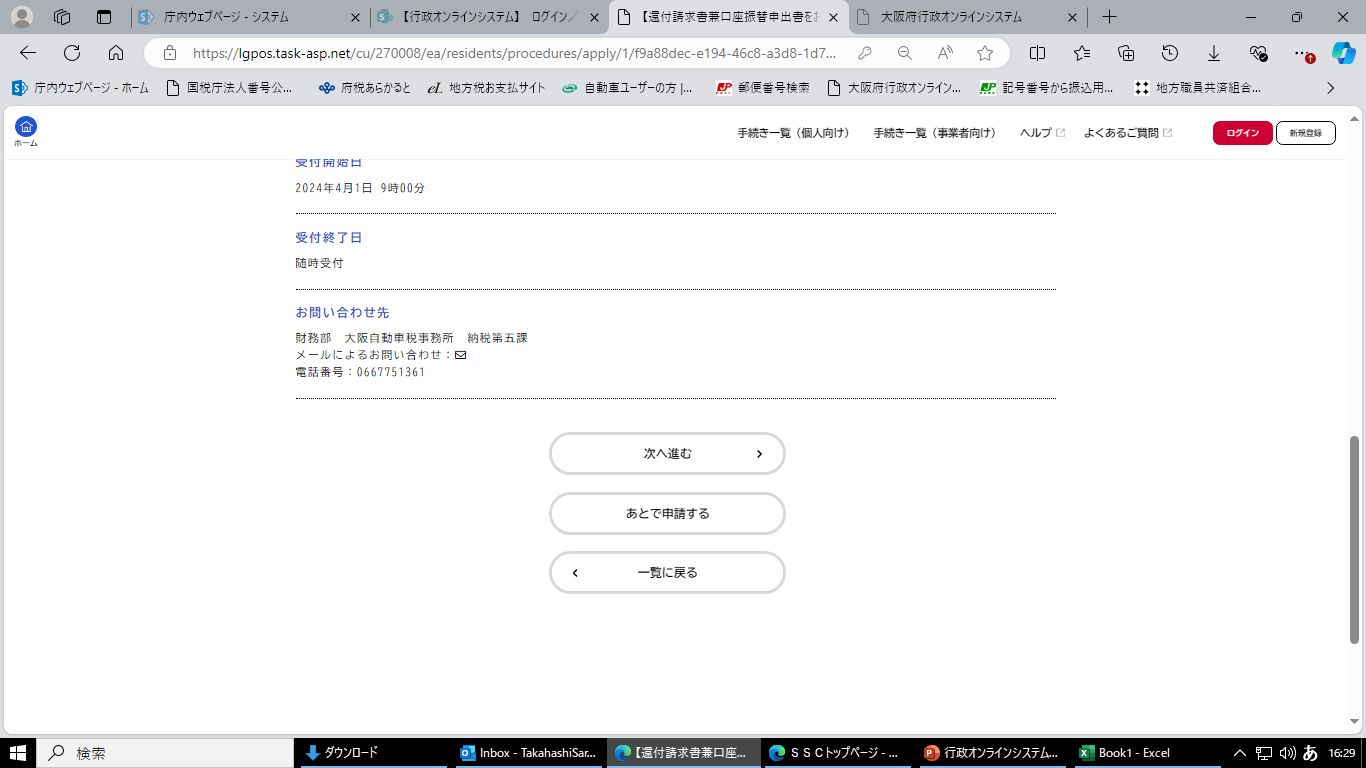 庁内ウェブページ - システム
【行政オンラインシステム】 ログイン／
【還付請求書兼口座振替申出書をお
大阪府行政オンラインシステム
https://lgpos.task-asp.net/cu/270008/ea/residents/procedures/apply/1/f9a88dec-e194-46c8-a3d8-1d7...
庁内ウェブページ - ホーム
国税庁法人番号公...
府税あらかると
地方税お支払サイト
自動車ユーザーの方 |...
郵便番号検索
大阪府行政オンライン...
記号番号から振込用...
地方職員共済組合...
ホーム
手続き一覧（個人向け）
手続き一覧（事業者向け）
ヘルプ
よくあるご質問
ログイン
新規登録
受付開始日
2024年4月1日 9時00分
受付終了日
随時受付
お問い合わせ先
財務部　大阪自動車税事務所　納税第五課
メールによるお問い合わせ：
電話番号：0667751361
次へ進む
あとで申請する
一覧に戻る
検索
ダウンロード
Inbox - TakahashiSar...
【還付請求書兼口座...
ＳＳＣトップページ - ...
行政オンラインシステム...
Book1 - Excel
あ
16:29